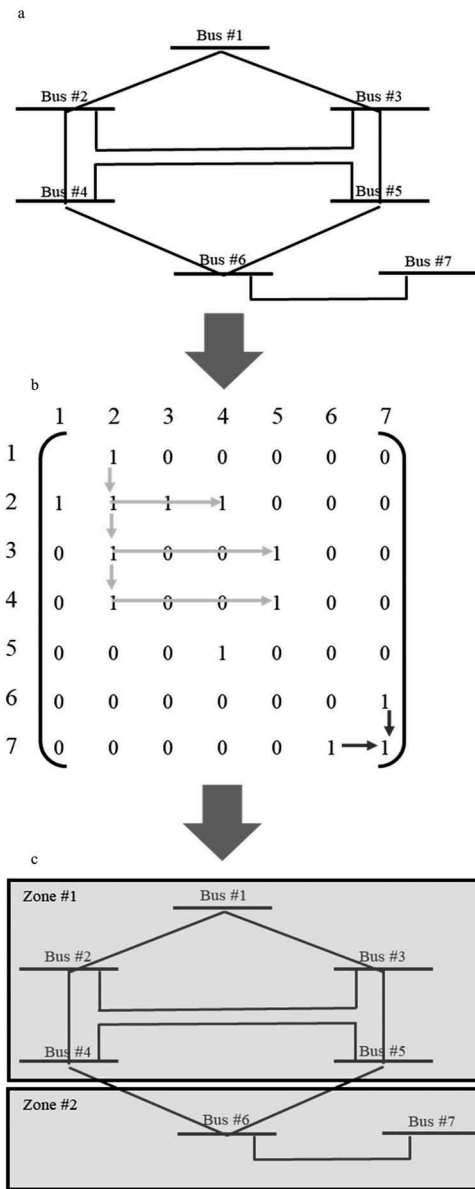 a
Bus #1
Bus #2 Bus #3
Bus #4 Bus #5
Bus #6 Bus #7
b
1 2 3 4 5 6 7
1 1 0 0 0 0 0
2 1 1 1 1 0 0 0
3 0 1 0 0 1 0 0
4 0 1 0 0 1 0 0
5 0 0 0 1 0 0 0
6 0 0 0 0 0 0 1
7 0 0 0 0 0 1 1
c
Zone #1
Bus #1
Bus #2 Bus #3
Bus #4 Bus #5
Zone #2
Bus #6 Bus #7